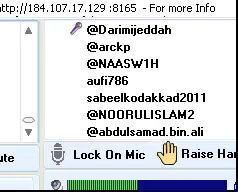 ttp://184.107.17.129 :8165 - For more Info
@Darimijeddah
@arckp
@NAASW1H
aufi786
sabeelkodakkad2011
@NOORULISLAM2
@abdulsamad.bin.ali
ute Lock On Mic Raise Han